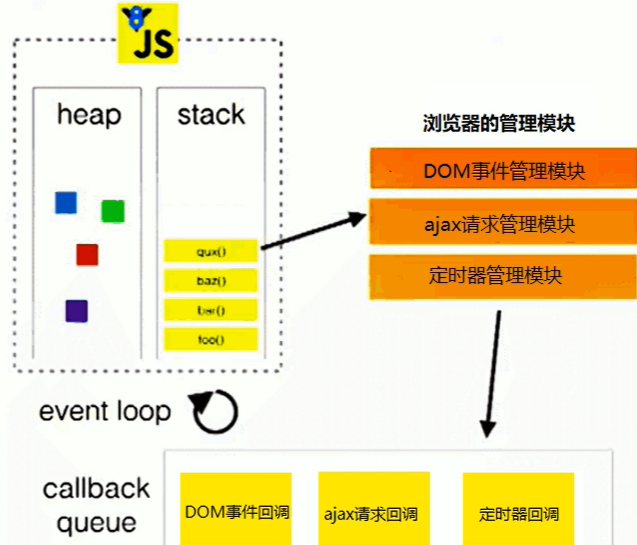 JS
heap
stack
浏览器的管理模块
DOM事件管理模块
ajax请求管理模块
定时器管理模块
qux()
baz()
bar()
foo()
event loop
callback
queue
DOM事件回调
ajax请求回调
定时器回调